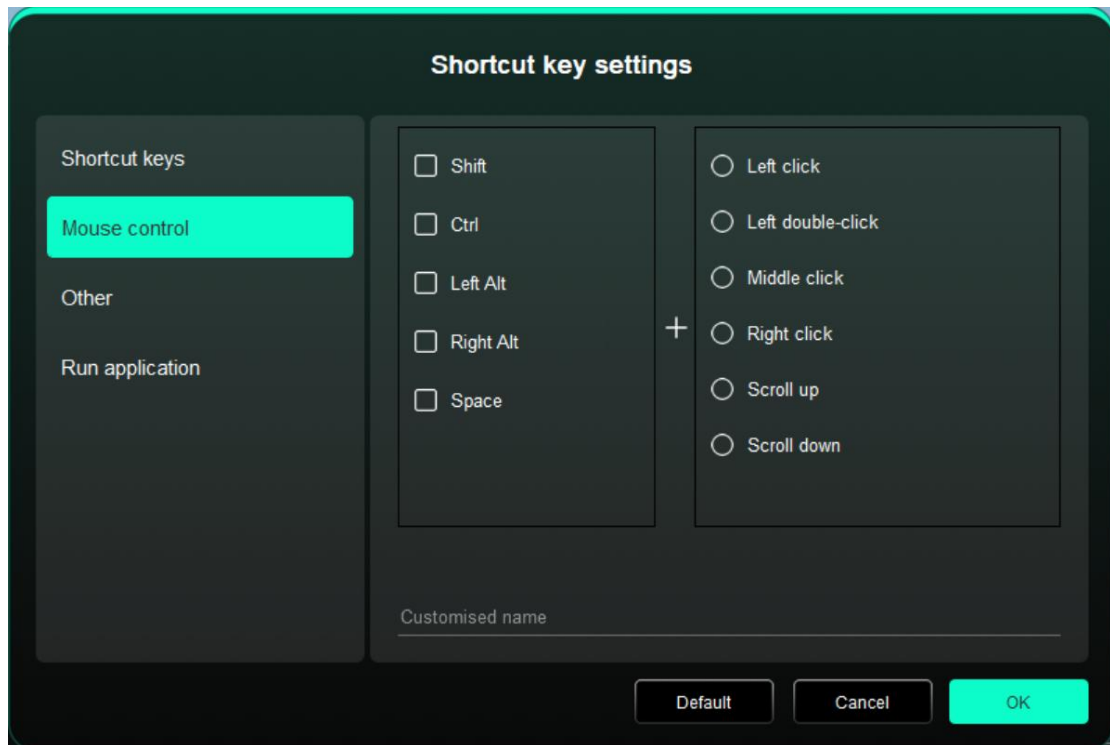 Shortcut key settings
Shortcut keys
Mouse control
Other
Run application
Shift
Ctrl
Left Alt
Right Alt
Space
+
Left click
Left double-click
Middle click
Right click
Scroll up
Scroll down
Customised name
Default
Cancel
OK